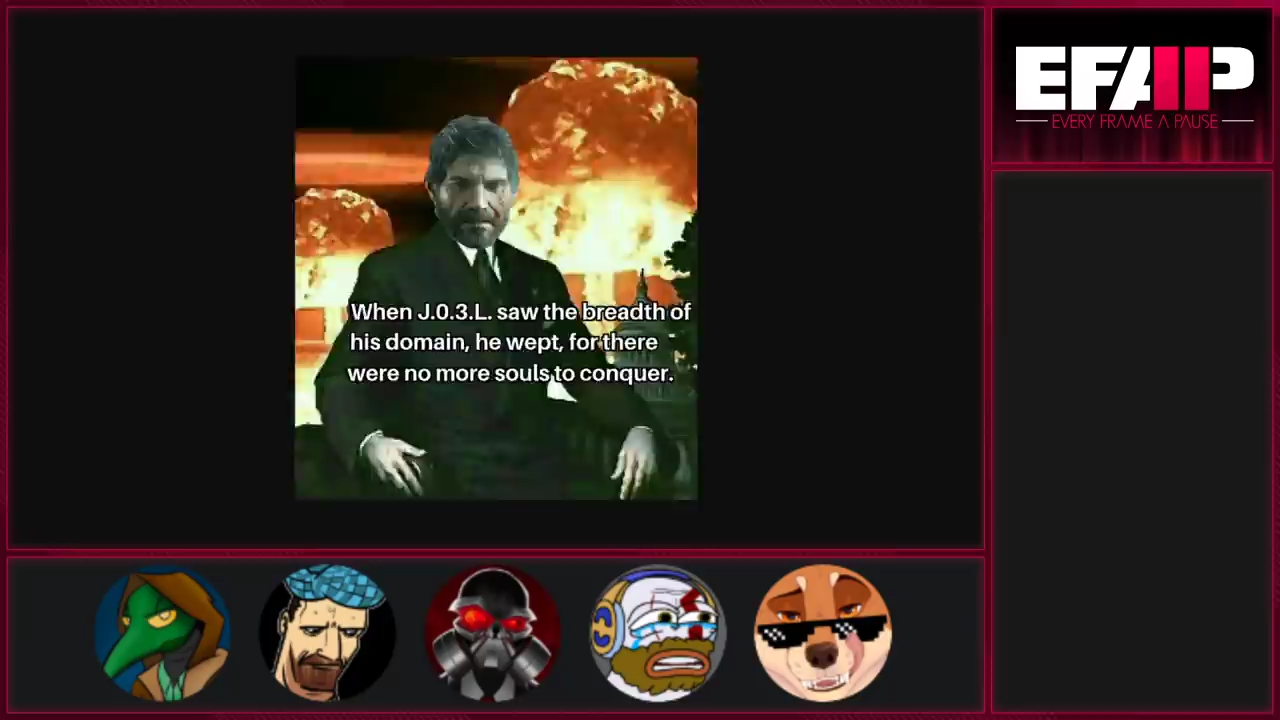 EFAP
EVERY FRAME A PAUSE
When J.0.3.L. saw the breadth of
his domain, he wept, for there
were no more souls to conquer.